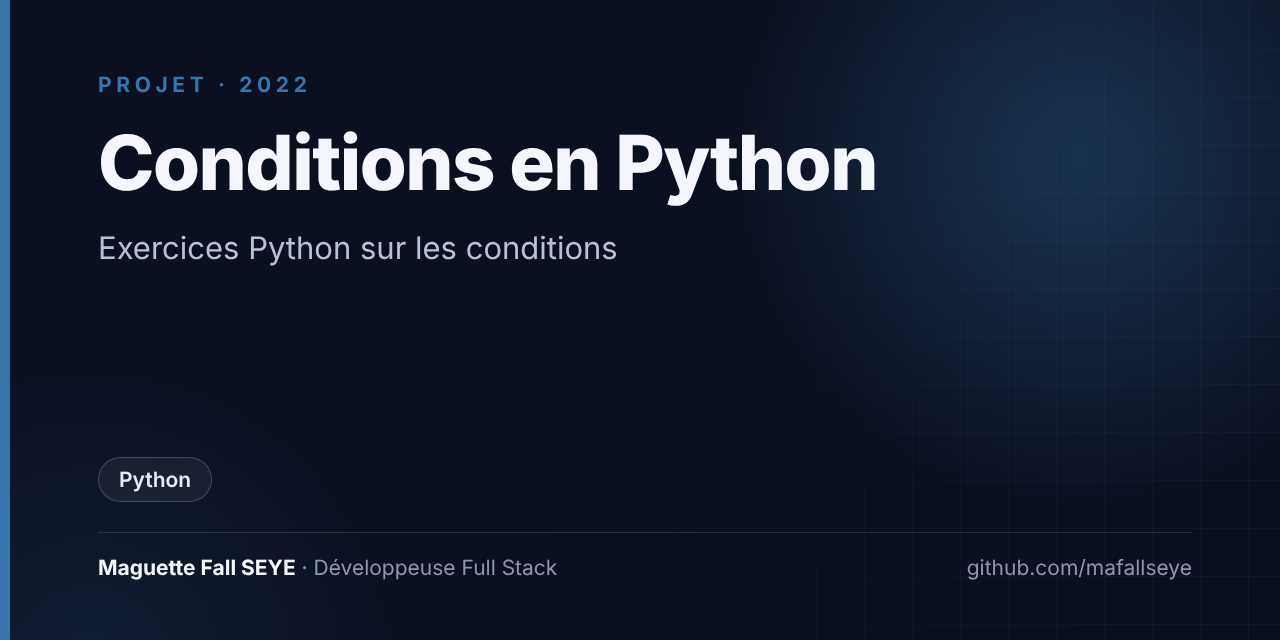 PROJET · 2022
Conditions en Python
Exercices Python sur les conditions
Python
Maguette Fall SEYE · Développeuse Full Stack
github.com/mafallseye